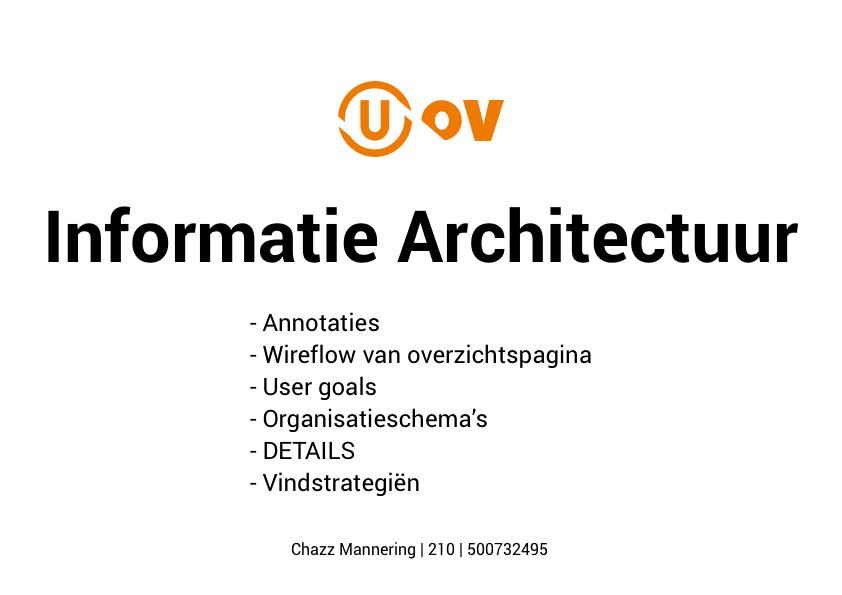 U OV
Informatie Architectuur
- Annotaties
- Wireflow van overzichtspagina
- User goals
- Organisatieschema’s
- DETAILS
- Vindstrategiën
Chazz Mannering | 210 | 500732495